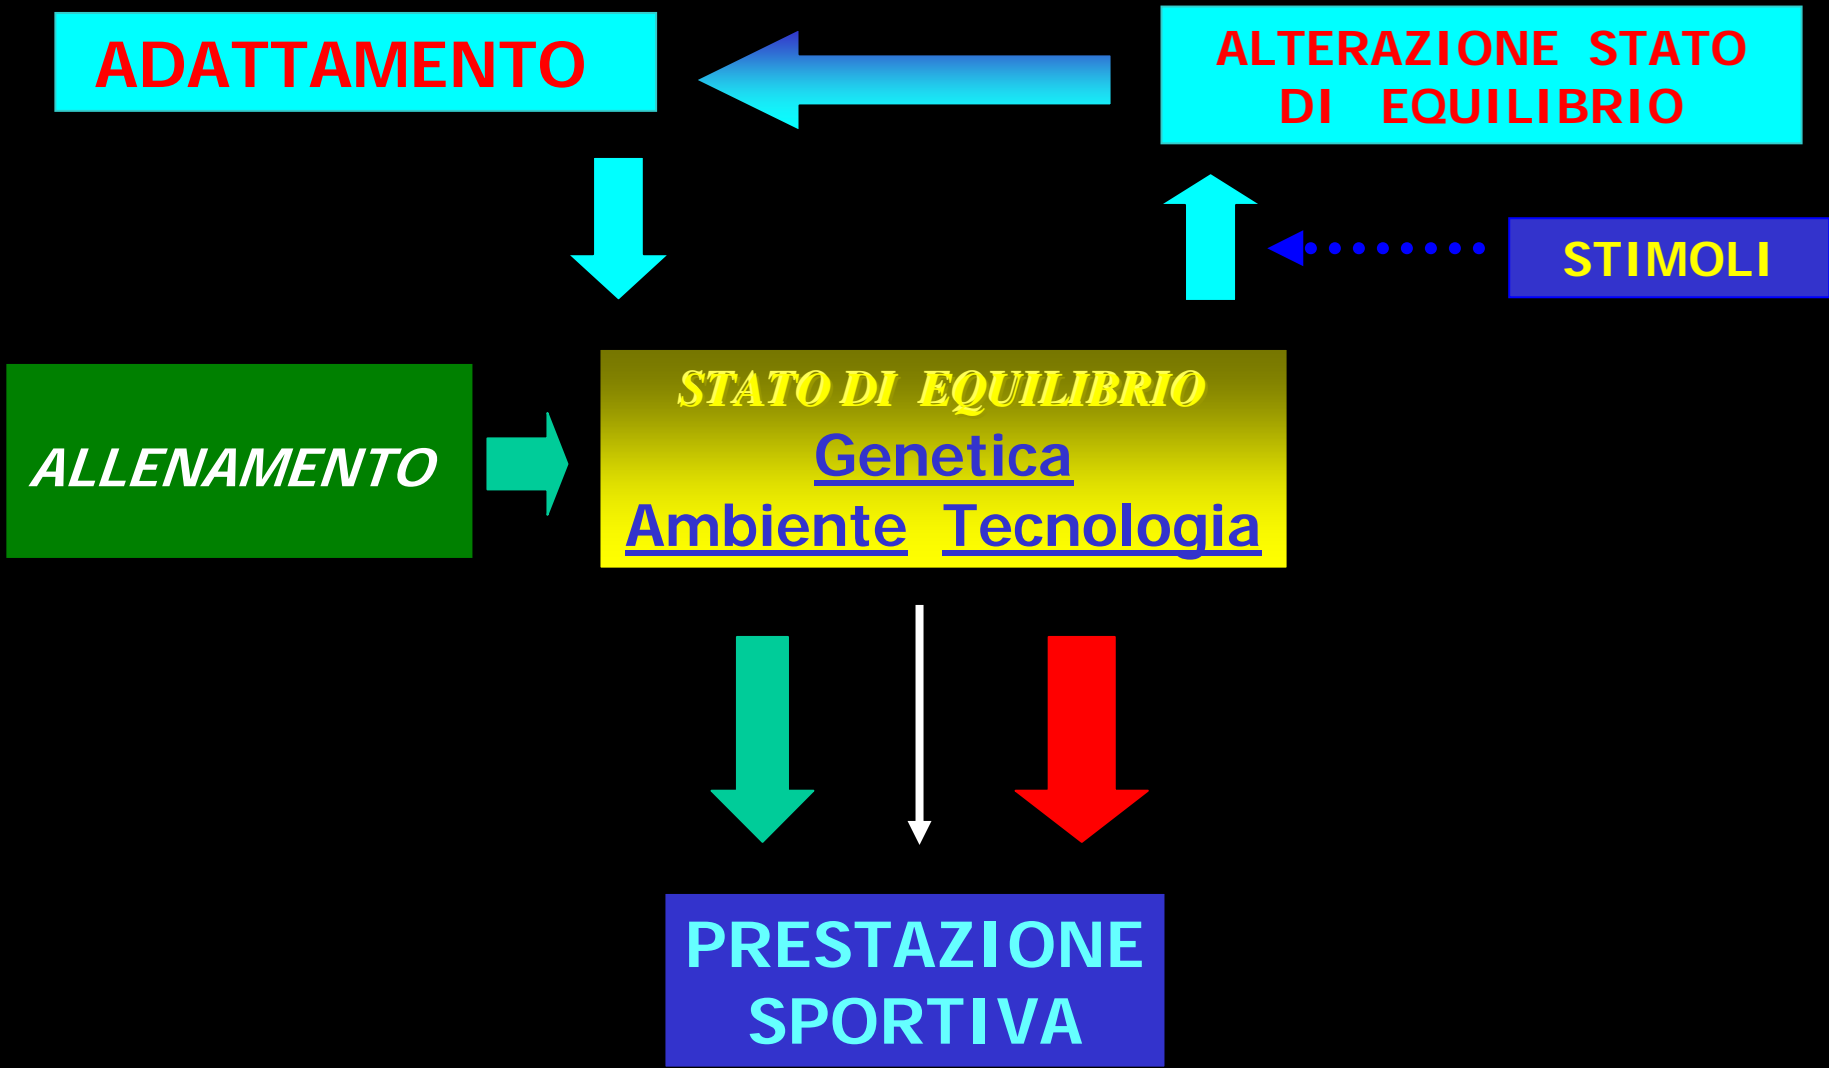 ADATTAMENTO
ALTERAZIONE STATO
DI EQUILIBRIO
STIMOLI
ALLENAMENTO
STATO DI EQUILIBRIO
Genetica
Ambiente Tecnologia
PRESTAZIONE
SPORTIVA